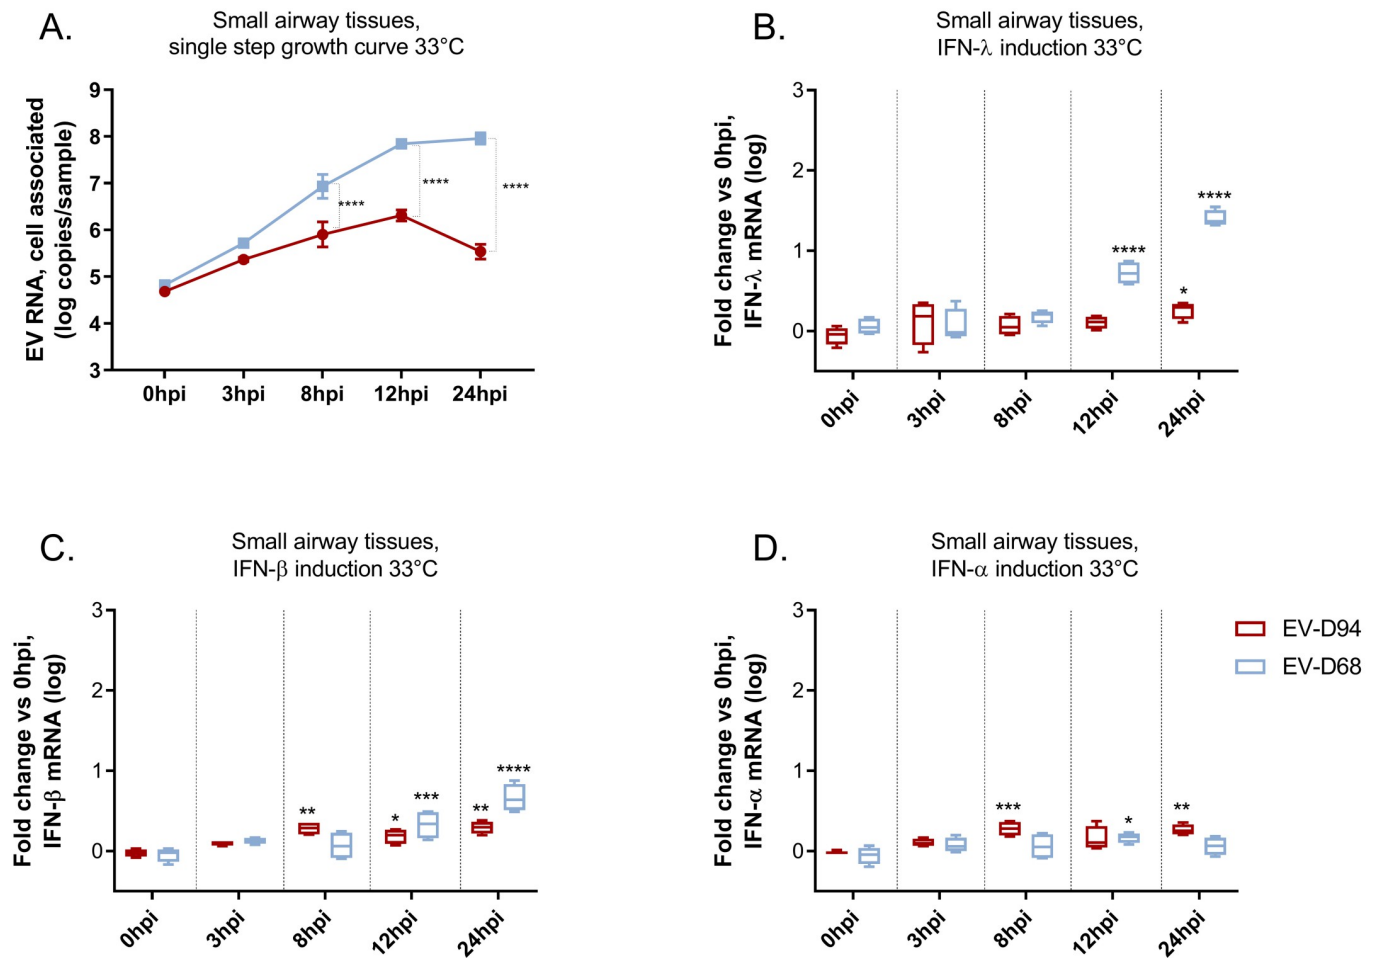 A.
Small airway tissues,
single step growth curve 33°C
EV RNA, cell associated
(log copies/sample)
9
8
7
6
5
4
3
****
****
****
0hpi 3hpi 8hpi 12hpi 24hpi
B.
Small airway tissues,
IFN-λ induction 33°C
Fold change vs 0hpi,
IFN-λ mRNA (log)
3
2
1
0
****
****
*
0hpi 3hpi 8hpi 12hpi 24hpi
C.
Small airway tissues,
IFN-β induction 33°C
Fold change vs 0hpi,
IFN-β mRNA (log)
3
2
1
0
**
*
***
**
****
0hpi 3hpi 8hpi 12hpi 24hpi
D.
Small airway tissues,
IFN-α induction 33°C
Fold change vs 0hpi,
IFN-α mRNA (log)
3
2
1
0
***
*
**
0hpi 3hpi 8hpi 12hpi 24hpi
EV-D94
EV-D68